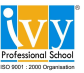 ivy
Professional School
ISO 9001 : 2000 Organisation